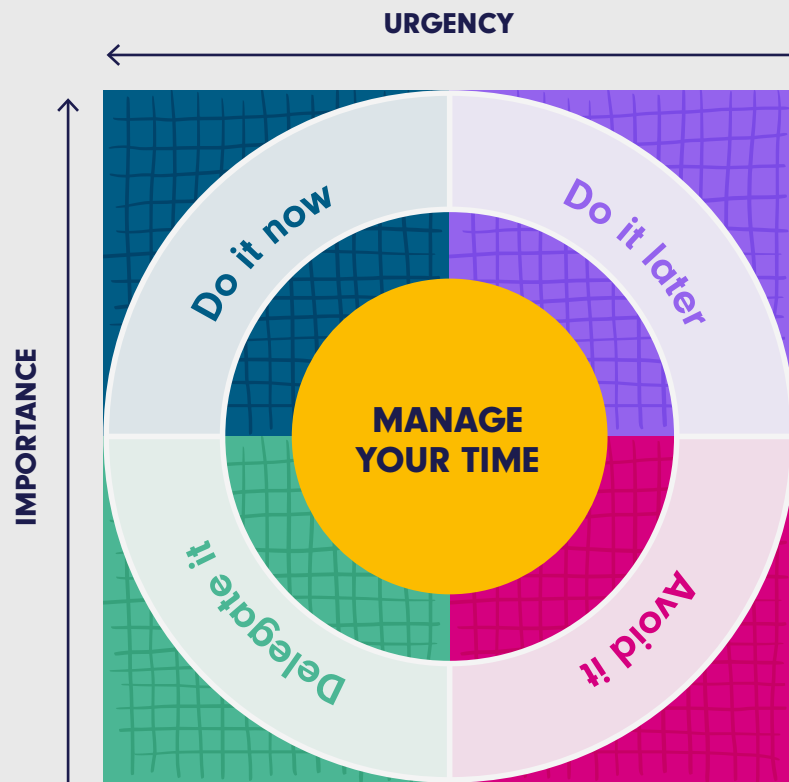 URGENCY
IMPORTANCE
Do it now
Do it later
MANAGE
YOUR TIME
Delegate it
Avoid it